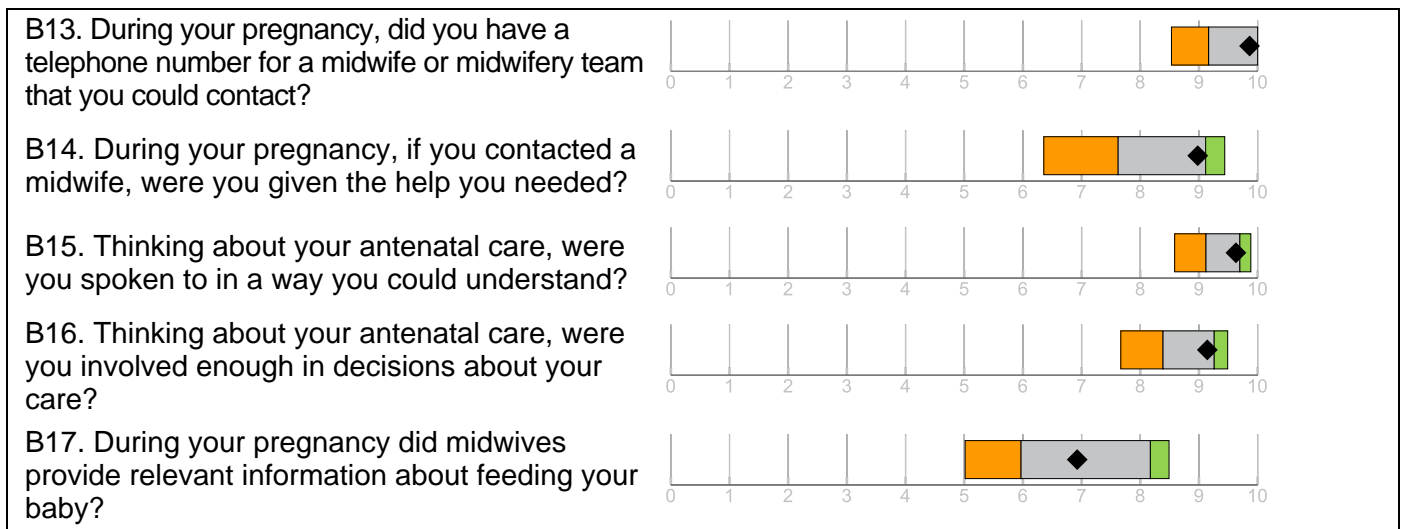 B13. During your pregnancy, did you have a
telephone number for a midwife or midwifery team
that you could contact?
0 1 2 3 4 5 6 7 8 9 10
B14. During your pregnancy, if you contacted a
midwife, were you given the help you needed?
0 1 2 3 4 5 6 7 8 9 10
B15. Thinking about your antenatal care, were
you spoken to in a way you could understand?
0 1 2 3 4 5 6 7 8 9 10
B16. Thinking about your antenatal care, were
you involved enough in decisions about your
care?
0 1 2 3 4 5 6 7 8 9 10
B17. During your pregnancy did midwives
provide relevant information about feeding your
baby?
0 1 2 3 4 5 6 7 8 9 10